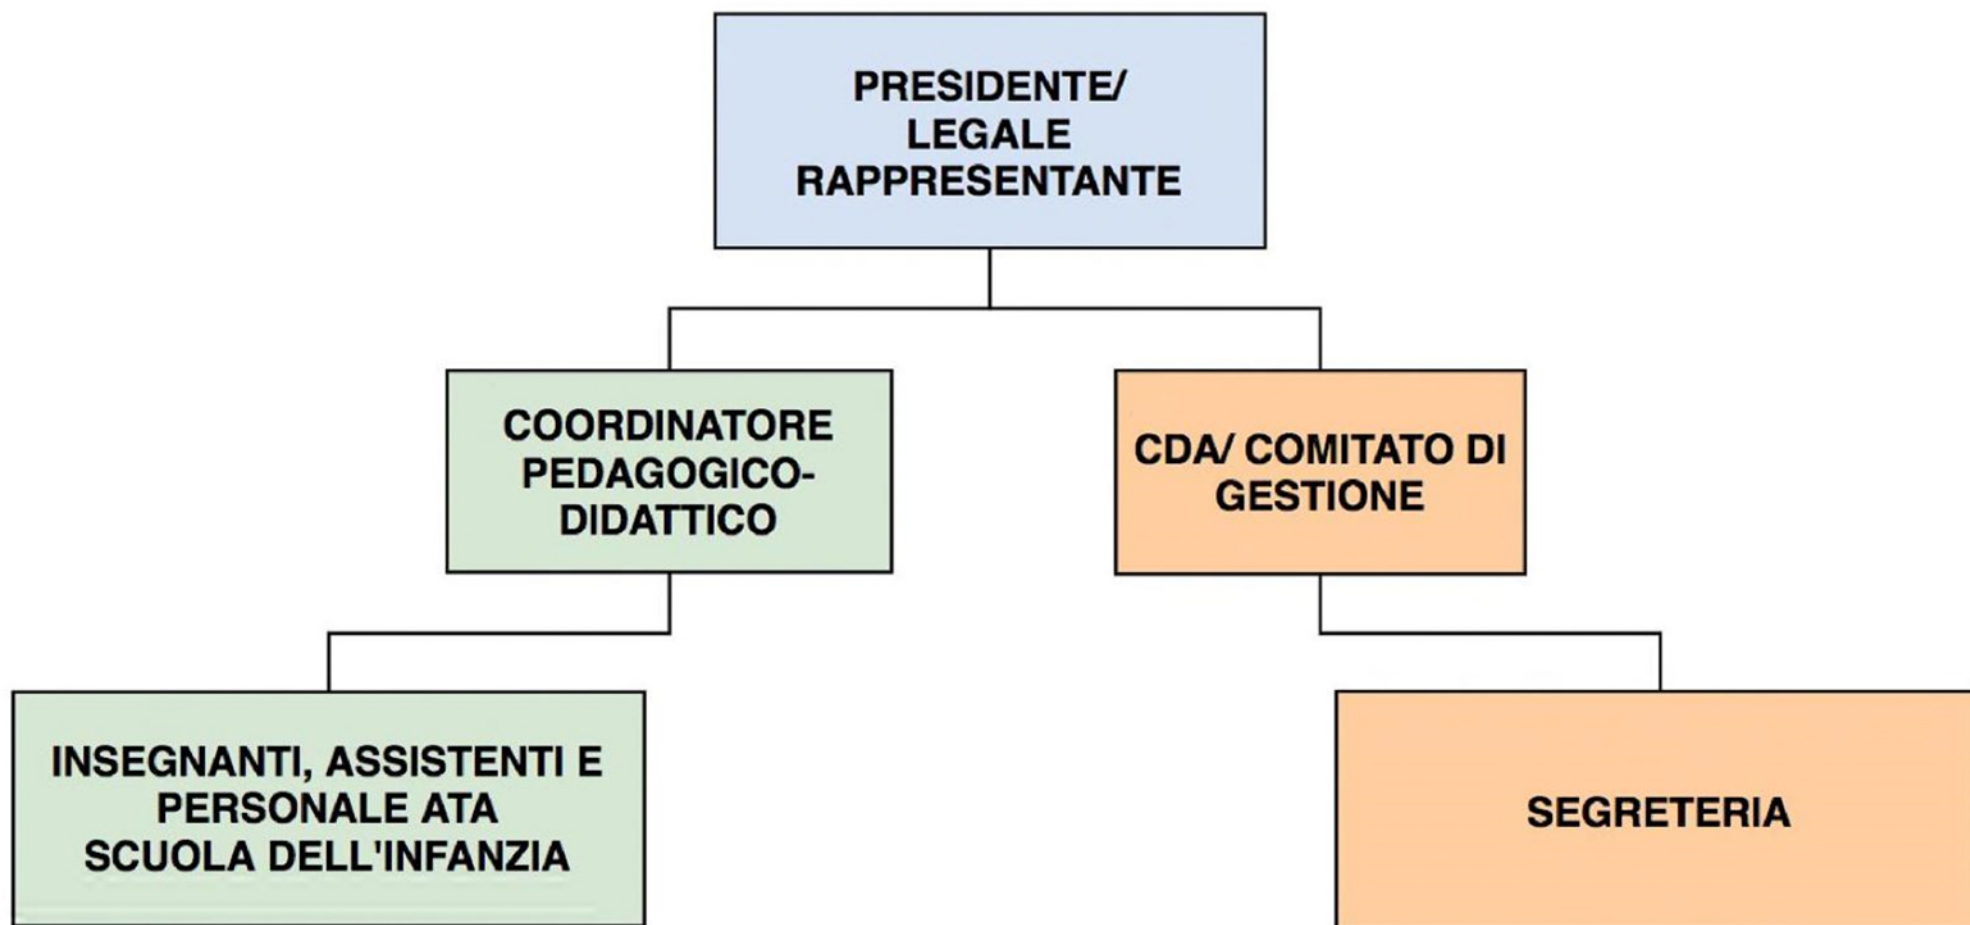 PRESIDENTE/
LEGALE
RAPPRESENTANTE
COORDINATORE
PEDAGOGICO-
DIDATTICO
CDA/ COMITATO DI
GESTIONE
INSEGNANTI, ASSISTENTI E
PERSONALE ATA
SCUOLA DELL'INFANZIA
SEGRETERIA